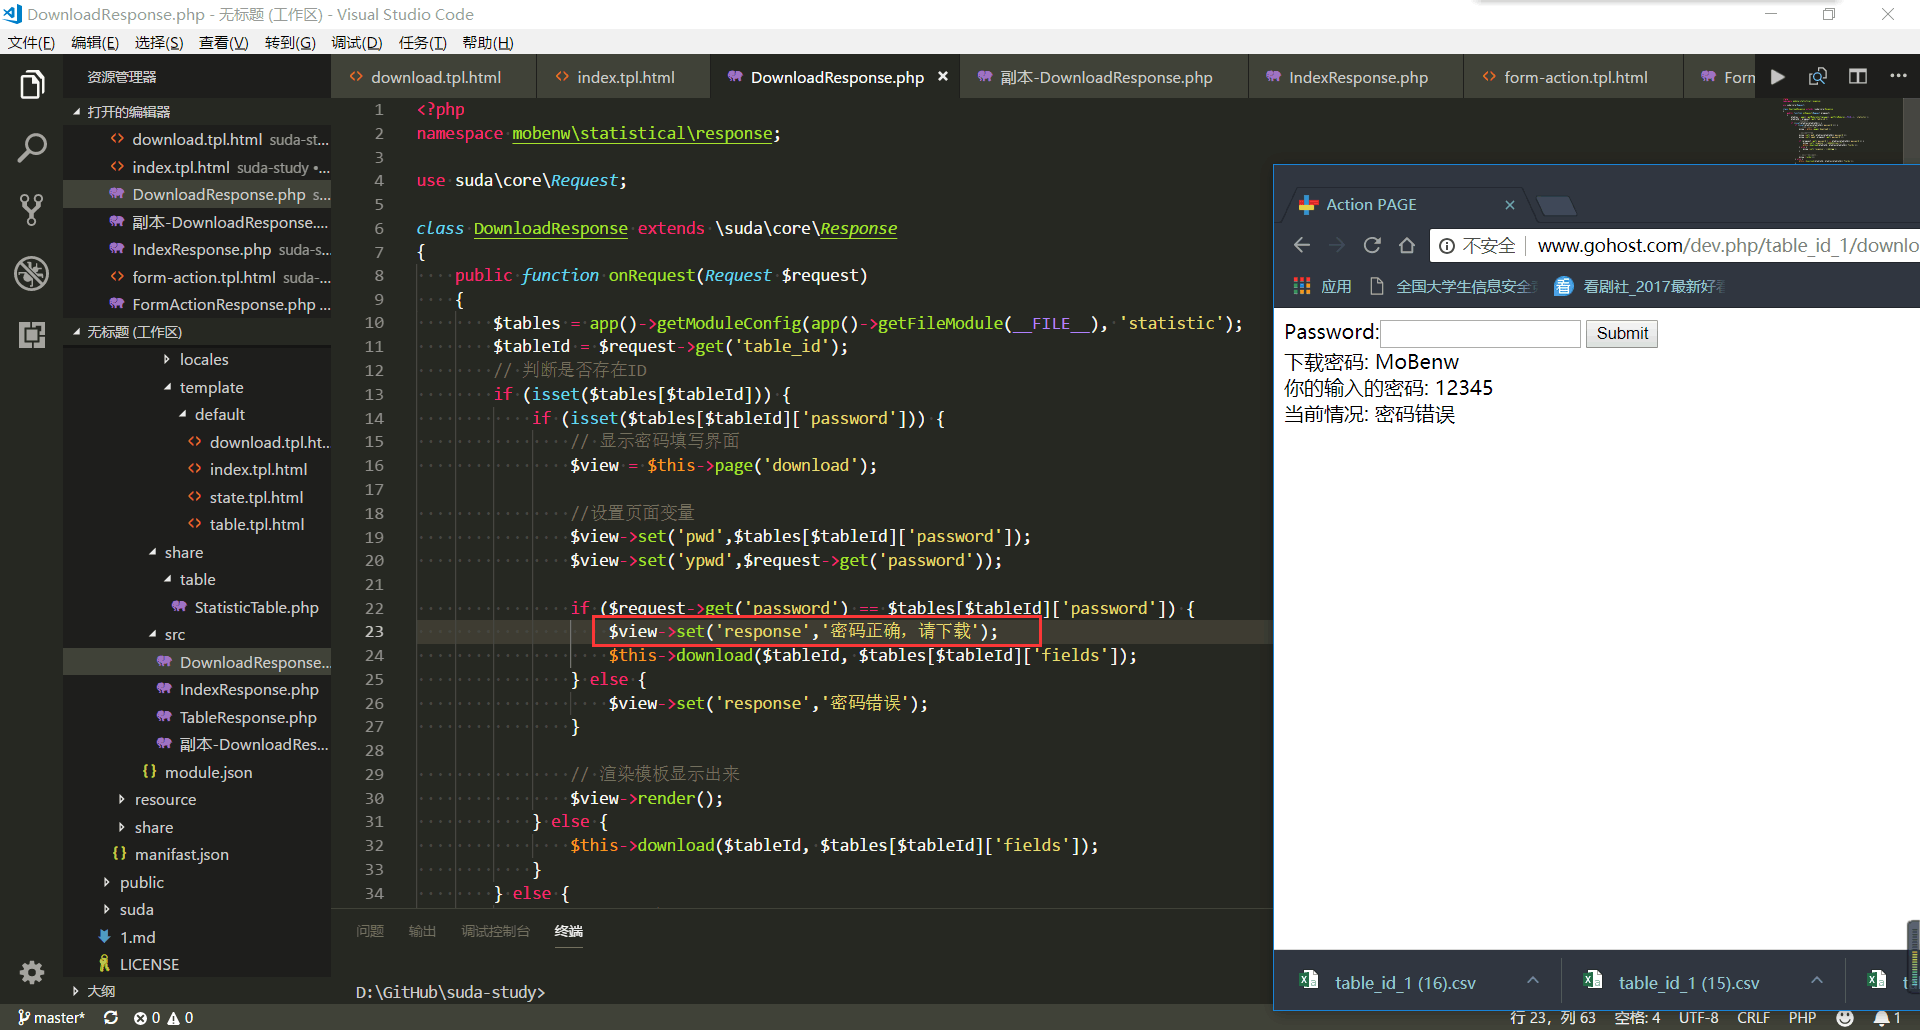 DownloadResponse.php - 无标题 (工作区) - Visual Studio Code
文件(F) 编辑(E) 选择(S) 查看(V) 转到(G) 调试(D) 任务(T) 帮助(H)
资源管理器
download.tpl.html
index.tpl.html
DownloadResponse.php
副本-DownloadResponse.php
IndexResponse.php
form-action.tpl.html
Form
打开的编辑器
download.tpl.html suda-st...
index.tpl.html suda-study •...
DownloadResponse.php s...
副本-DownloadResponse....
IndexResponse.php suda-s...
form-action.tpl.html suda-...
FormActionResponse.php ...
无标题 (工作区)
locales
template
default
download.tpl.ht...
index.tpl.html
state.tpl.html
table.tpl.html
share
table
StatisticTable.php
src
DownloadResponse...
IndexResponse.php
TableResponse.php
副本-DownloadRes...
module.json
resource
share
manifast.json
public
suda
1.md
LICENSE
大纲
1 <?php
2 namespace mobenw\statistical\response;
3
4 use suda\core\Request;
5
6 class DownloadResponse extends \suda\core\Response
7 {
8 public function onRequest(Request $request)
9 {
10 $tables = app()->getModuleConfig(app()->getFileModule(__FILE__), 'statistic');
11 $tableId = $request->get('table_id');
12 // 判断是否存在ID
13 if (isset($tables[$tableId])) {
14 if (isset($tables[$tableId]['password'])) {
15 // 显示密码填写界面
16 $view = $this->page('download');
17
18 //设置页面变量
19 $view->set('pwd',$tables[$tableId]['password']);
20 $view->set('ypwd',$request->get('password'));
21
22 if ($request->get('password') == $tables[$tableId]['password']) {
23 $view->set('response','密码正确，请下载');
24 $this->download($tableId, $tables[$tableId]['fields']);
25 } else {
26 $view->set('response','密码错误');
27 }
28
29 // 渲染模板显示出来
30 $view->render();
31 } else {
32 $this->download($tableId, $tables[$tableId]['fields']);
33 }
34 } else {
问题 输出 调试控制台 终端
D:\GitHub\suda-study>
Action PAGE
不安全 www.gohost.com/dev.php/table_id_1/downlo
应用 全国大学生信息安全 看剧社_2017最新好看
Password: Submit
下载密码: MoBenw
你的输入的密码: 12345
当前情况: 密码错误
table_id_1 (16).csv
table_id_1 (15).csv
master* 0 0
行 23，列 63 空格: 4 UTF-8 CRLF PHP 1